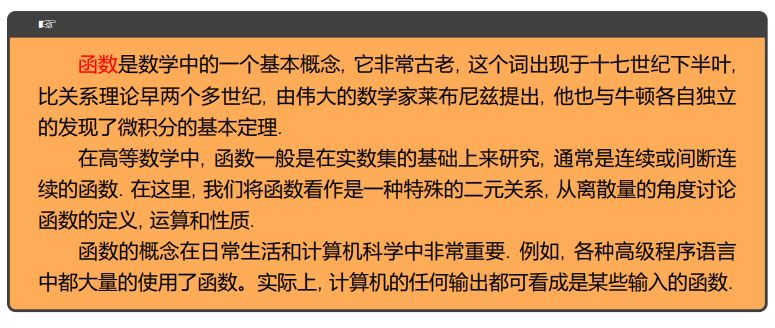 ☞
函数是数学中的一个基本概念, 它非常古老, 这个词出现于十七世纪下半叶,
比关系理论早两个多世纪, 由伟大的数学家莱布尼兹提出, 他也与牛顿各自独立
的发现了微积分的基本定理.
在高等数学中, 函数一般是在实数集的基础上来研究, 通常是连续或间断连
续的函数. 在这里, 我们将函数看作是一种特殊的二元关系, 从离散量的角度讨论
函数的定义, 运算和性质.
函数的概念在日常生活和计算机科学中非常重要. 例如, 各种高级程序语言
中都大量的使用了函数。实际上, 计算机的任何输出都可看成是某些输入的函数.